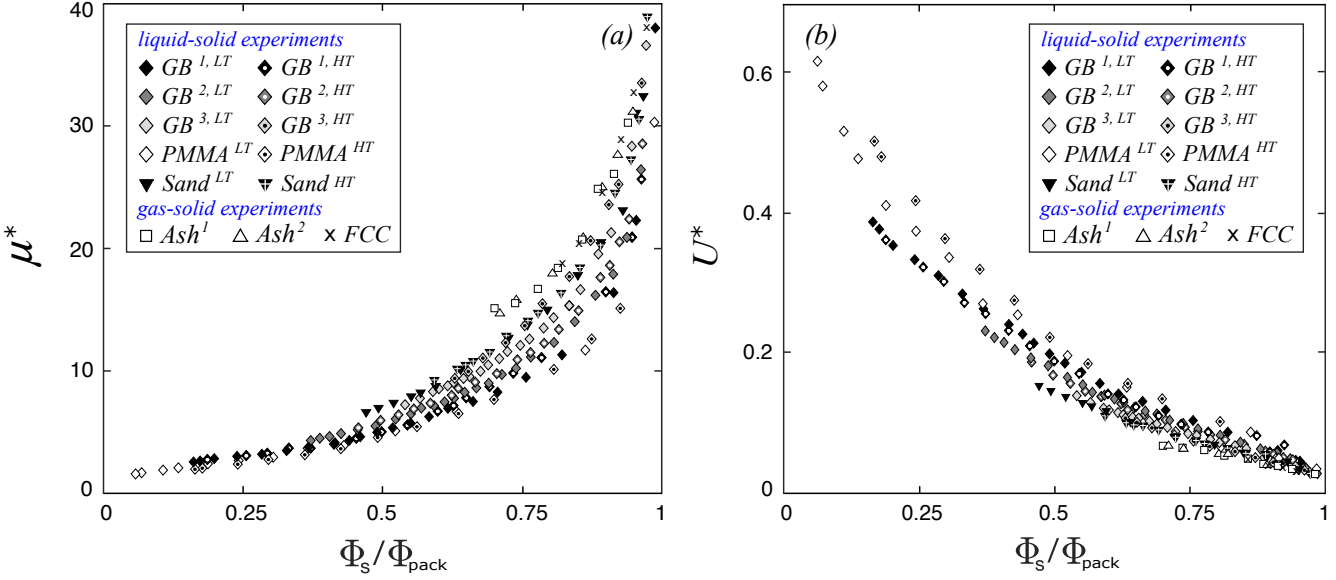 (a)
liquid-solid experiments
GB 1, LT GB 1, HT
GB 2, LT GB 2, HT
GB 3, LT GB 3, HT
PMMA LT PMMA HT
Sand LT Sand HT
gas-solid experiments
Ash1 Ash2 FCC
40
30
20
10
0
μ*
0 0.25 0.5 0.75 1
Φs/Φpack
(b)
liquid-solid experiments
GB 1, LT GB 1, HT
GB 2, LT GB 2, HT
GB 3, LT GB 3, HT
PMMA LT PMMA HT
Sand LT Sand HT
gas-solid experiments
Ash1 Ash2 FCC
0.6
0.4
0.2
0
U*
0 0.25 0.5 0.75 1
Φs/Φpack